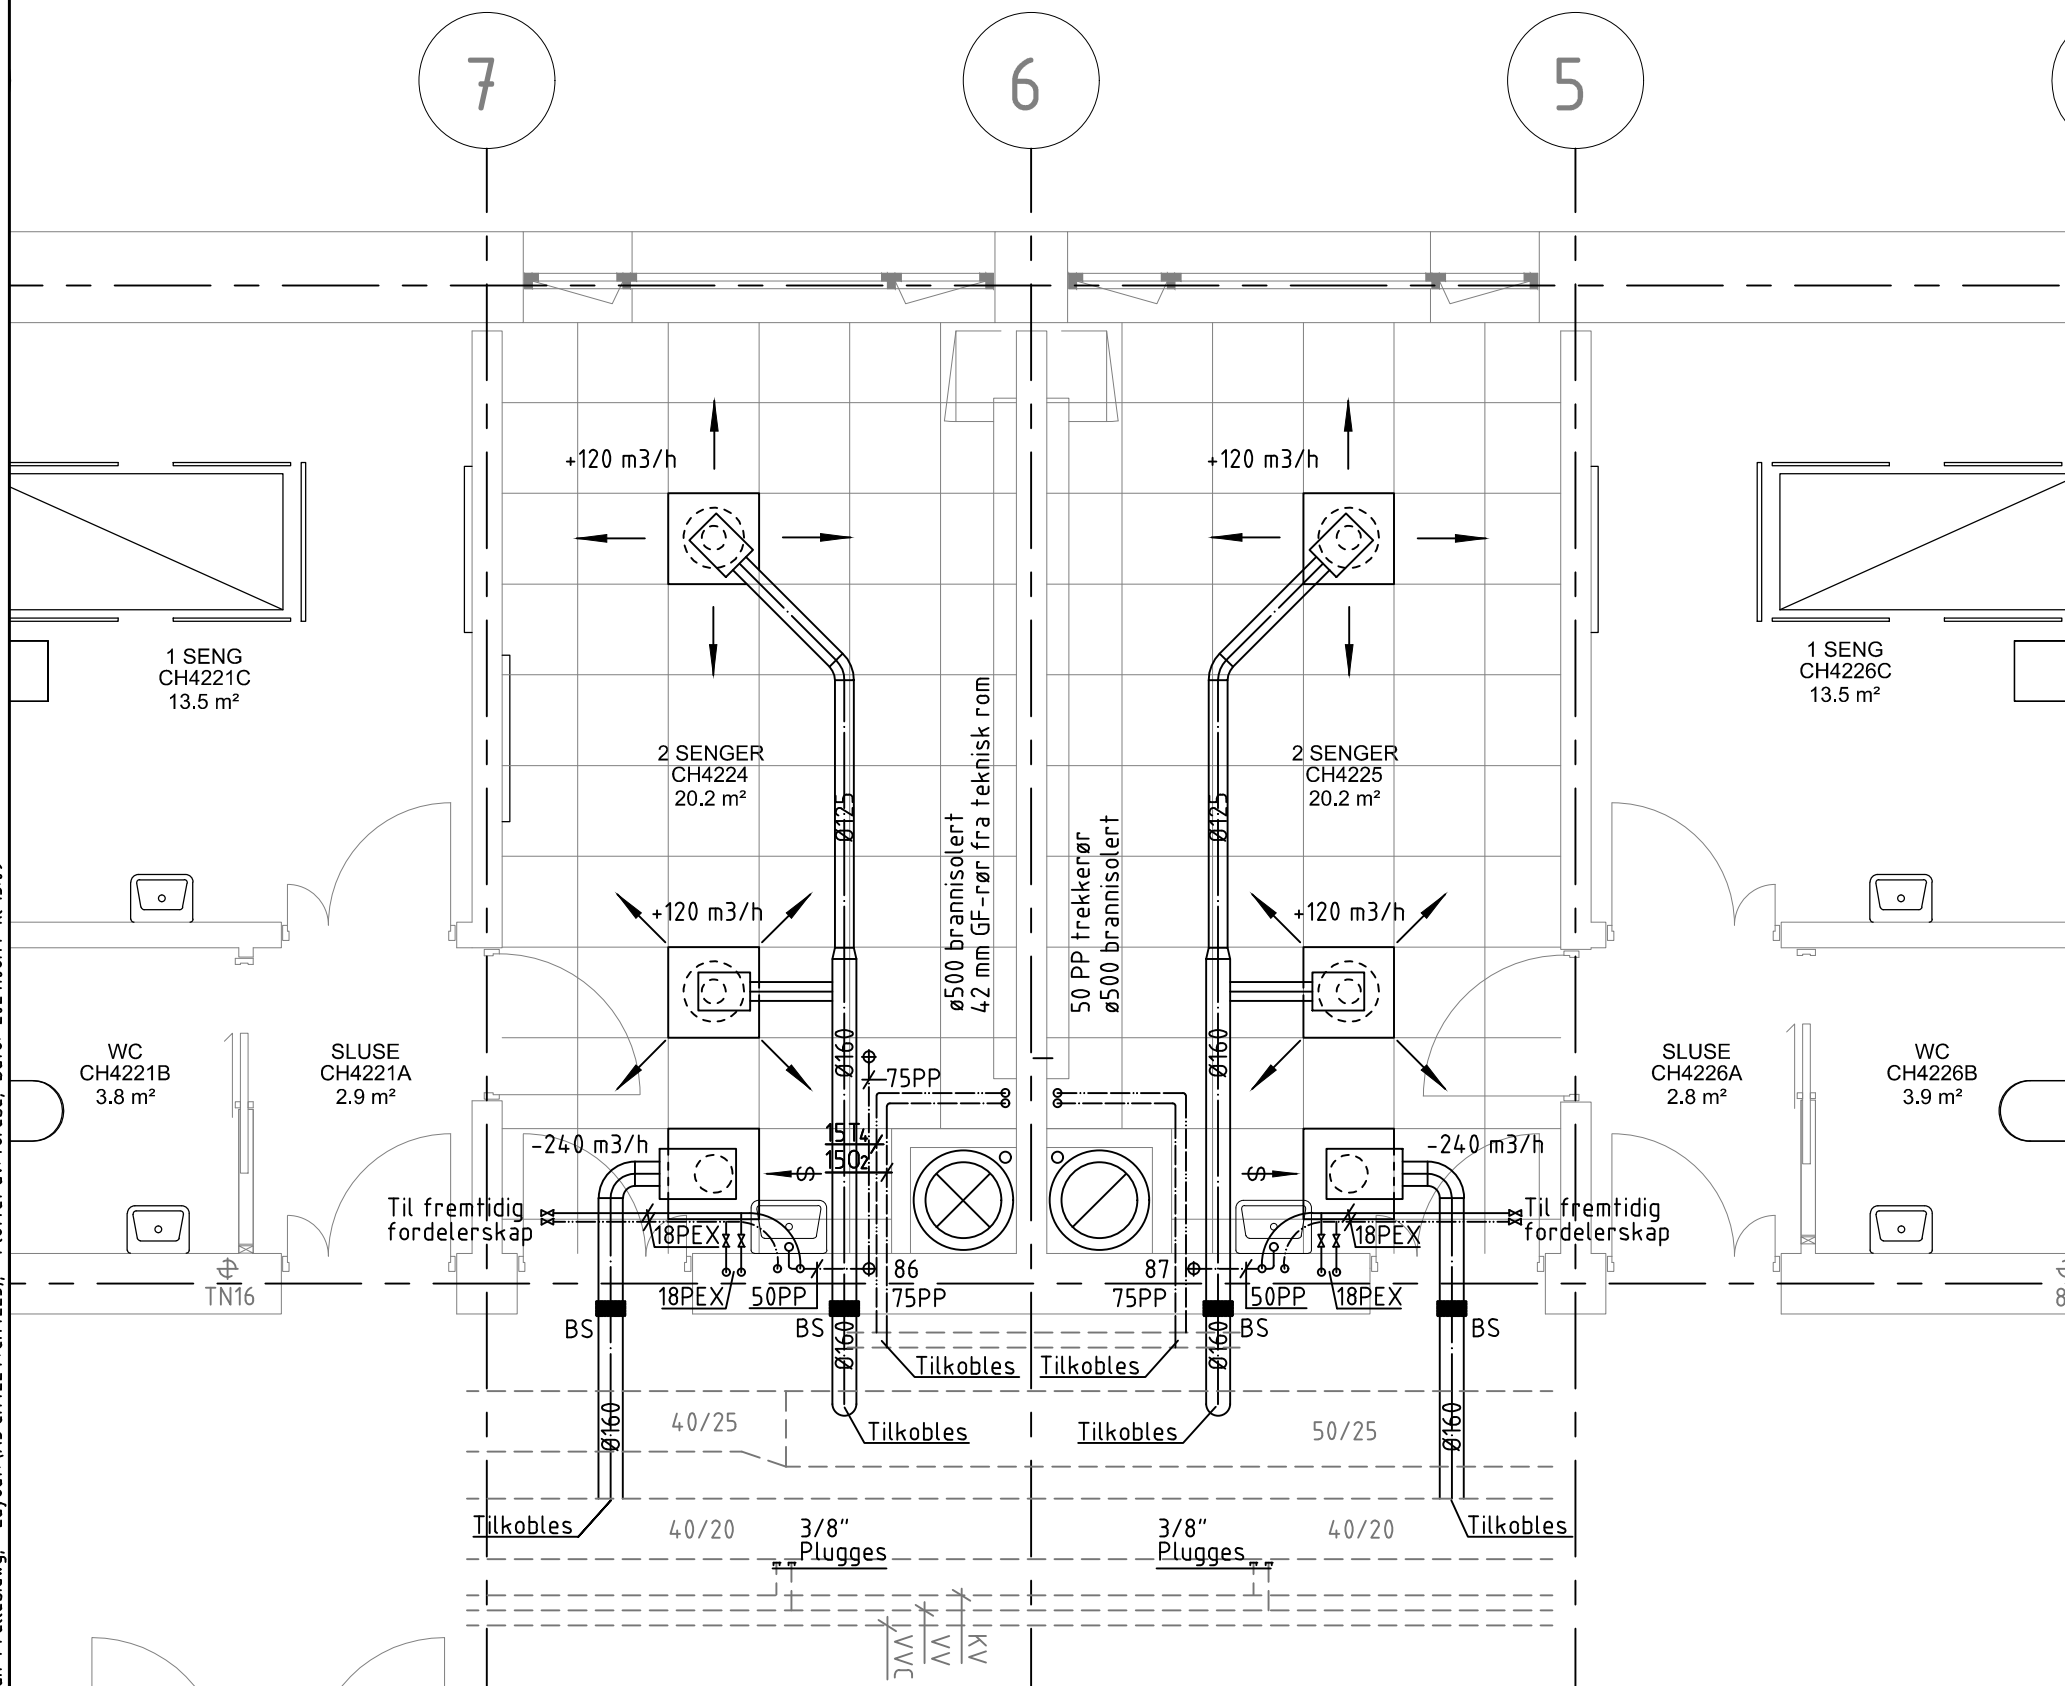 7
6
5
+120 m3/h
+120 m3/h
1 SENG
CH4221C
13.5 m²
1 SENG
CH4226C
13.5 m²
2 SENGER
CH4224
20.2 m²
2 SENGER
CH4225
20.2 m²
Ø125
Ø125
ø500 brannisolert
42 mm GF-rør fra teknisk rom
50 PP trekkerør
ø500 brannisolert
+120 m3/h
+120 m3/h
WC
CH4221B
3.8 m²
SLUSE
CH4221A
2.9 m²
Ø160
Ø160
SLUSE
CH4226A
2.8 m²
WC
CH4226B
3.9 m²
75PP
-240 m3/h
15T4
15O2
-240 m3/h
S
S
Til fremtidig
fordelerskap
18PEX
18PEX
Til fremtidig
fordelerskap
TN16
18PEX
50PP
86
75PP
87
75PP
50PP
18PEX
8
BS
BS
Ø160
Ø160
BS
BS
Tilkobles
Tilkobles
Ø160
40/25
Tilkobles
Tilkobles
50/25
Ø160
Tilkobles
40/20
3/8"
Plugges
3/8"
Plugges
40/20
Tilkobles
VVC
VV
KV